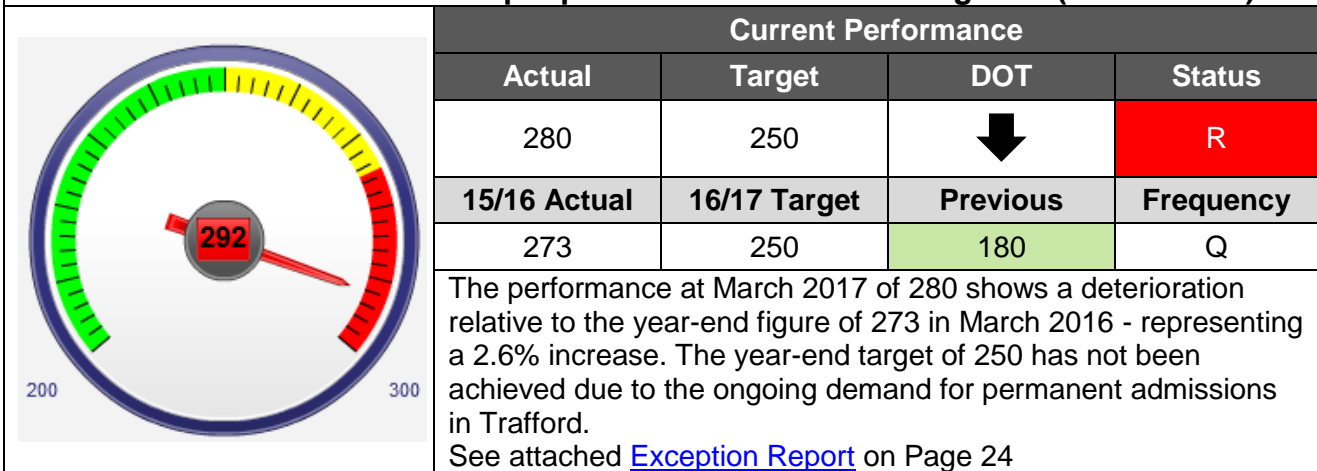 292
200 300
Current Performance
Actual Target DOT Status
280 250 R
15/16 Actual 16/17 Target Previous Frequency
273 250 180 Q
The performance at March 2017 of 280 shows a deterioration
relative to the year-end figure of 273 in March 2016 - representing
a 2.6% increase. The year-end target of 250 has not been
achieved due to the ongoing demand for permanent admissions
in Trafford.
See attached Exception Report on Page 24